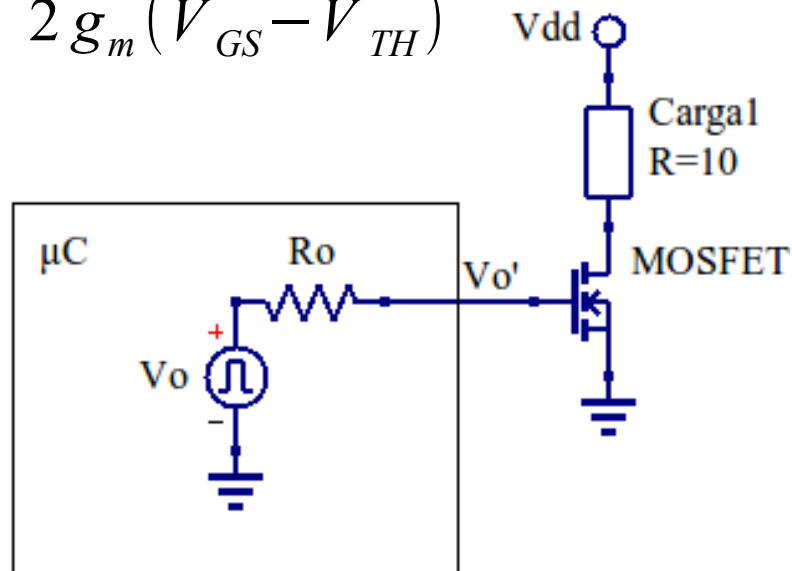 2 g_m (V_GS − V_TH)
Vdd
Carga1
R=10
µC
Ro
Vo'
MOSFET
+
Vo
−